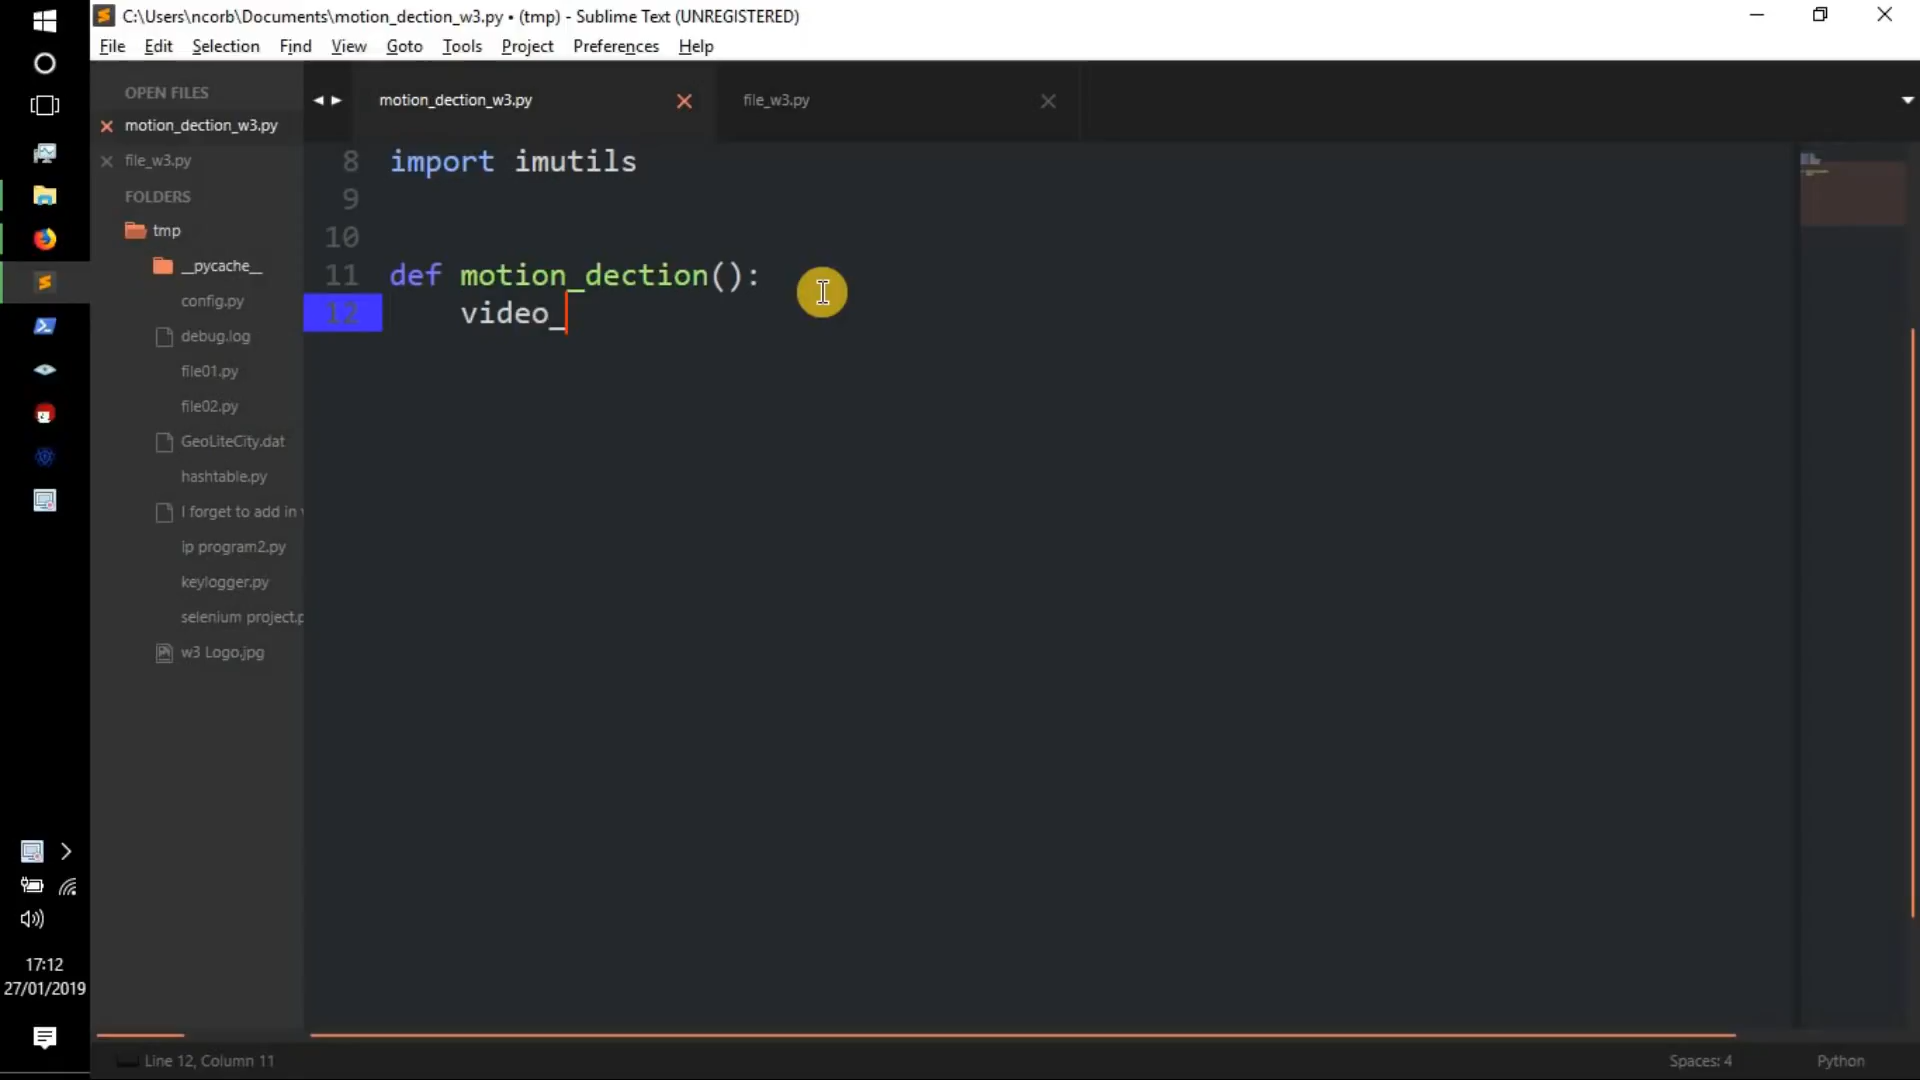 C:\Users\ncorb\Documents\motion_dection_w3.py • (tmp) - Sublime Text (UNREGISTERED)
File Edit Selection Find View Goto Tools Project Preferences Help
OPEN FILES
motion_dection_w3.py
file_w3.py
FOLDERS
tmp
__pycache__
config.py
debug.log
file01.py
file02.py
GeoLiteCity.dat
hashtable.py
I forget to add in
ip program2.py
keylogger.py
selenium project.p
w3 Logo.jpg
motion_dection_w3.py
file_w3.py
8 import imutils
9
10
11 def motion_dection():
12 video_
17:12
27/01/2019
Line 12, Column 11
Spaces: 4
Python